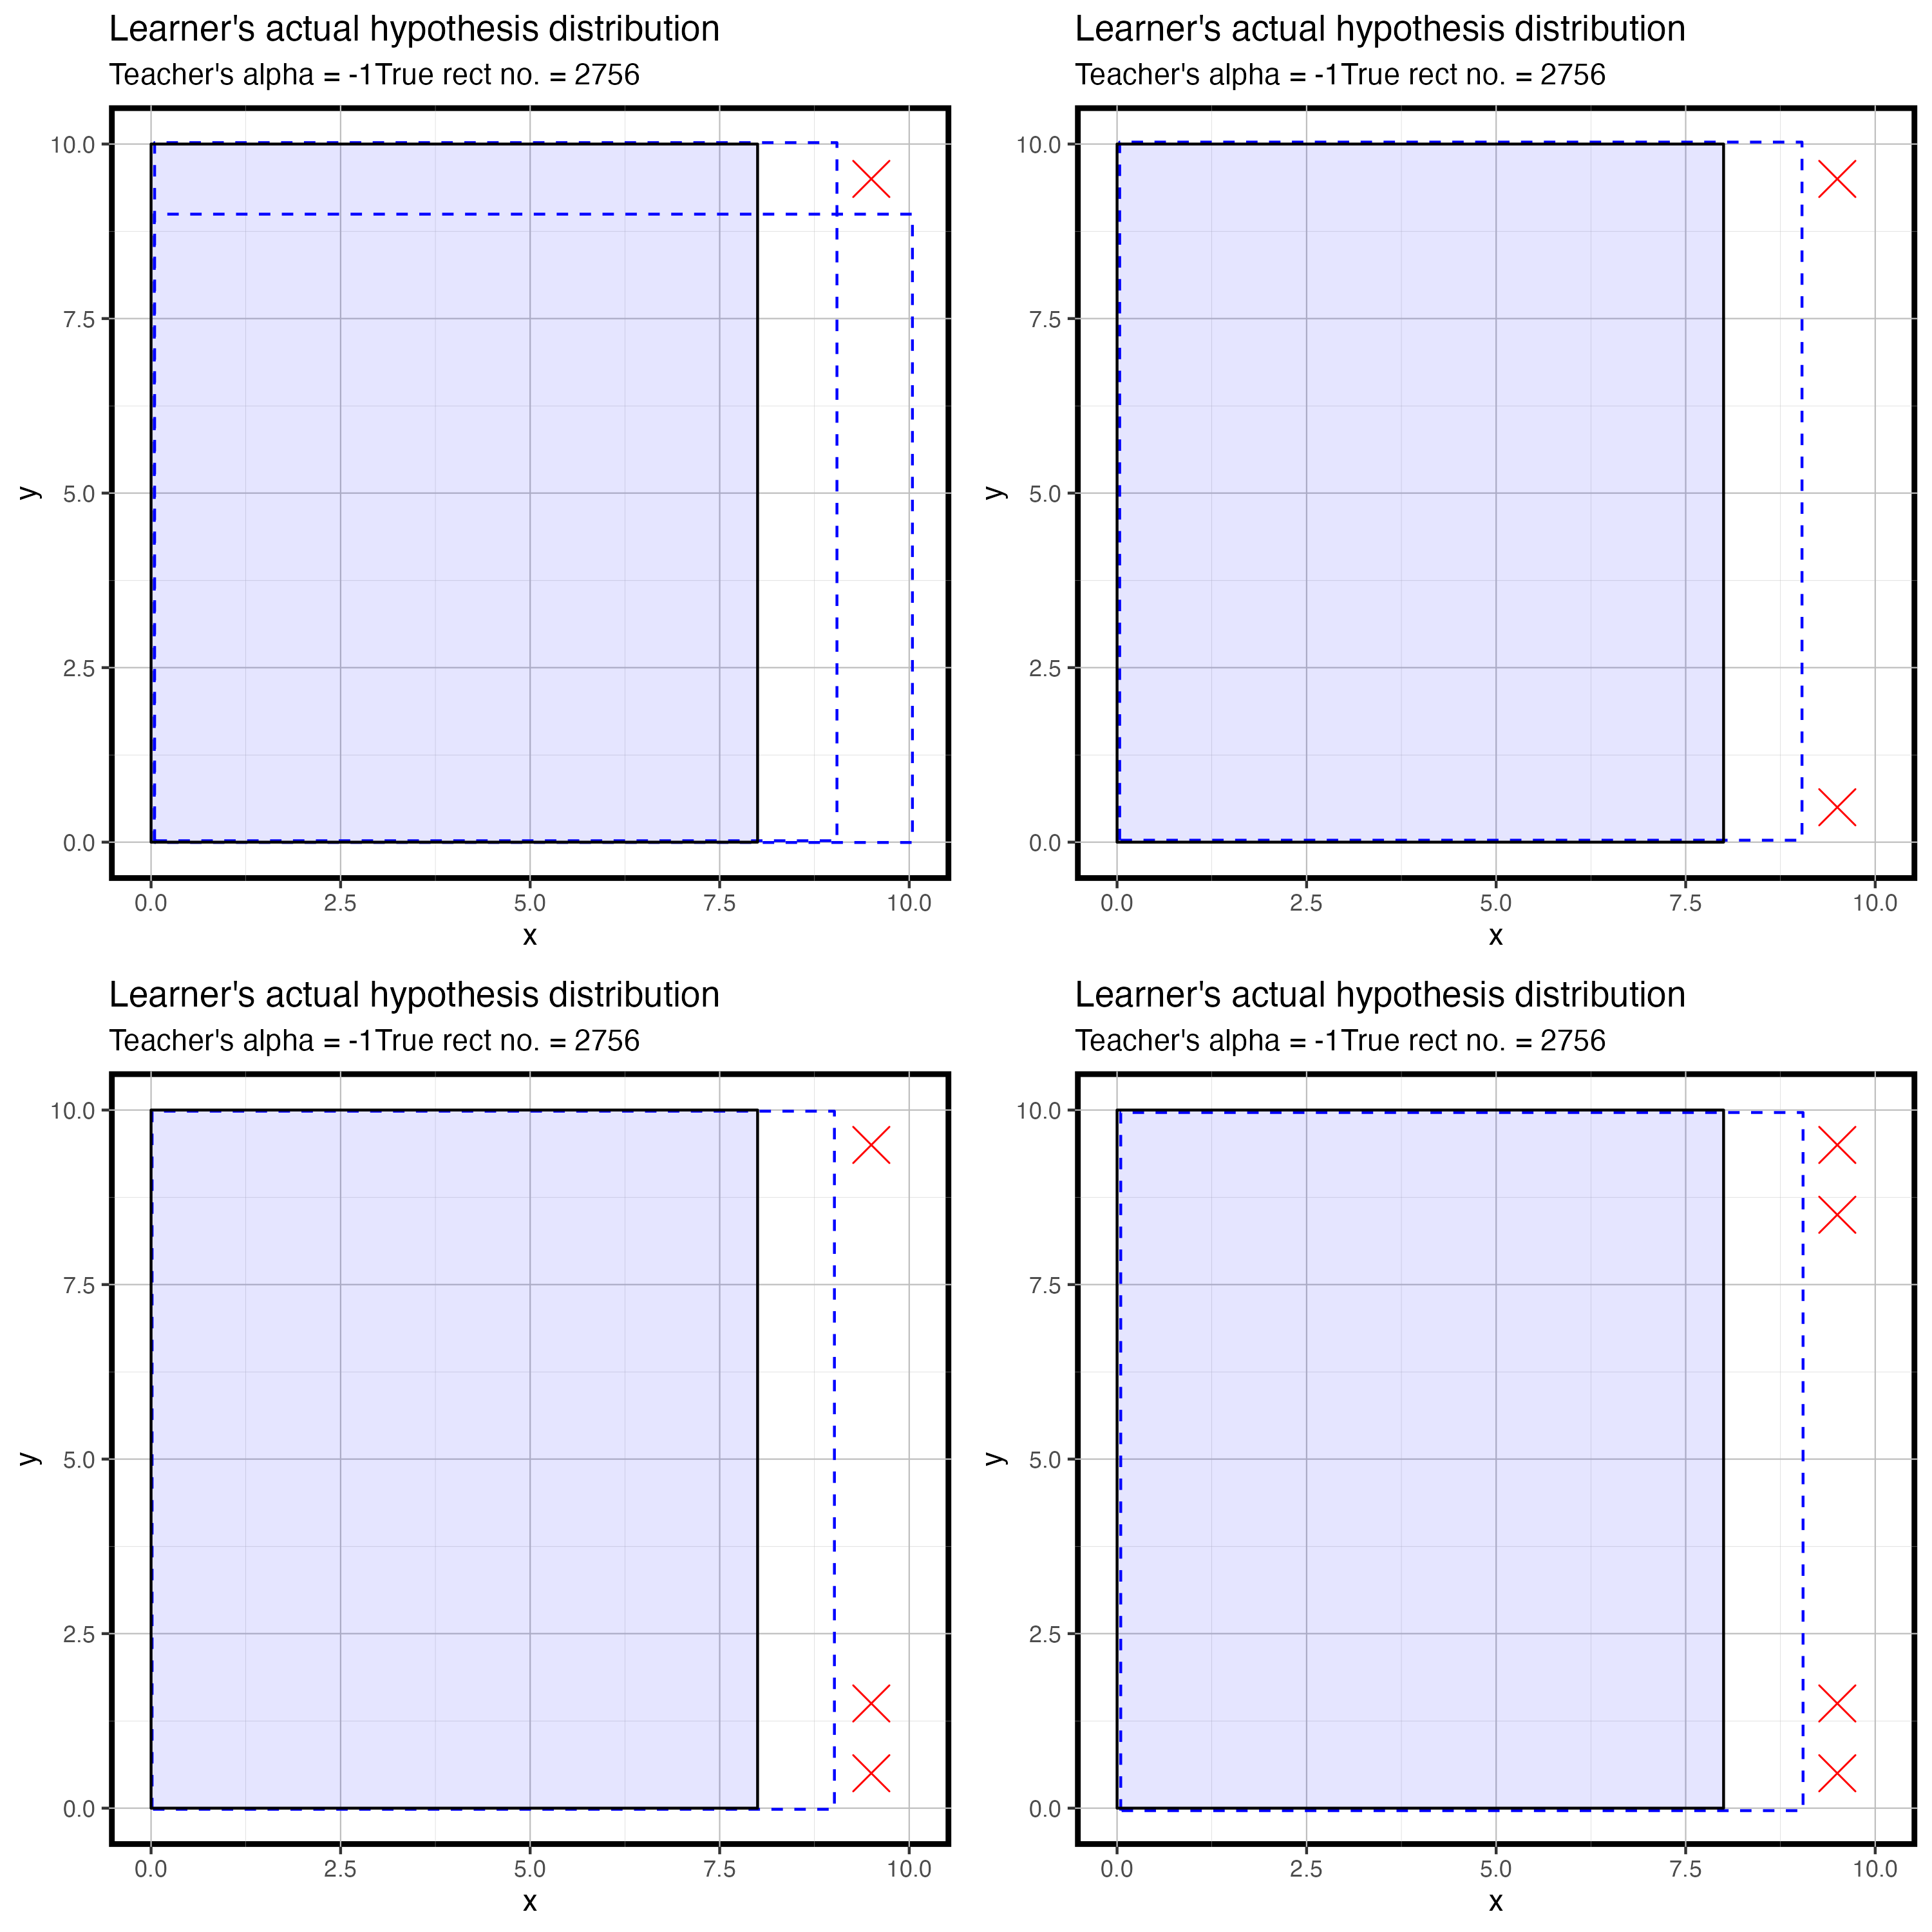 Learner's actual hypothesis distribution
Teacher's alpha = -1True rect no. = 2756
10.0
7.5
5.0
2.5
0.0
y
0.0 2.5 5.0 7.5 10.0
x
Learner's actual hypothesis distribution
Teacher's alpha = -1True rect no. = 2756
10.0
7.5
5.0
2.5
0.0
y
0.0 2.5 5.0 7.5 10.0
x
Learner's actual hypothesis distribution
Teacher's alpha = -1True rect no. = 2756
10.0
7.5
5.0
2.5
0.0
y
0.0 2.5 5.0 7.5 10.0
x
Learner's actual hypothesis distribution
Teacher's alpha = -1True rect no. = 2756
10.0
7.5
5.0
2.5
0.0
y
0.0 2.5 5.0 7.5 10.0
x